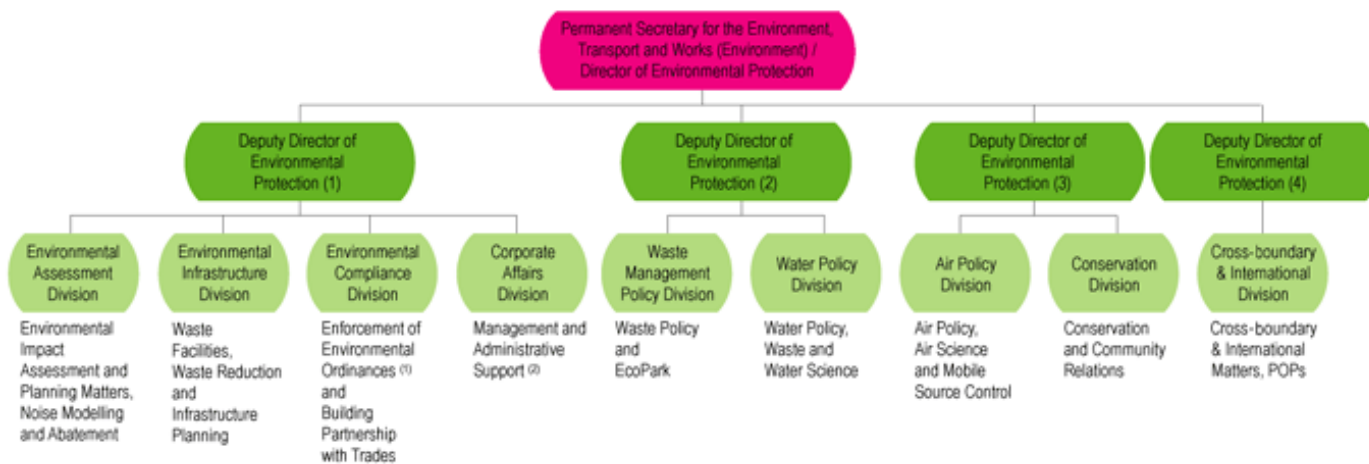 Permanent Secretary for the Environment,
Transport and Works (Environment) /
Director of Environmental Protection
Deputy Director of
Environmental
Protection (1)
Deputy Director of
Environmental
Protection (2)
Deputy Director of
Environmental
Protection (3)
Deputy Director of
Environmental
Protection (4)
Environmental
Assessment
Division
Environmental
Infrastructure
Division
Environmental
Compliance
Division
Corporate
Affairs
Division
Waste
Management
Policy Division
Water Policy
Division
Air Policy
Division
Conservation
Division
Cross-boundary
& International
Division
Environmental
Impact
Assessment and
Planning Matters,
Noise Modelling
and Abatement
Waste
Facilities,
Waste Reduction
and
Infrastructure
Planning
Enforcement of
Environmental
Ordinances (1)
and
Building
Partnership
with Trades
Management and
Administrative
Support (2)
Waste Policy
and
EcoPark
Water Policy,
Waste and
Water Science
Air Policy,
Air Science
and Mobile
Source Control
Conservation
and Community
Relations
Cross-boundary
& International
Matters, POPs